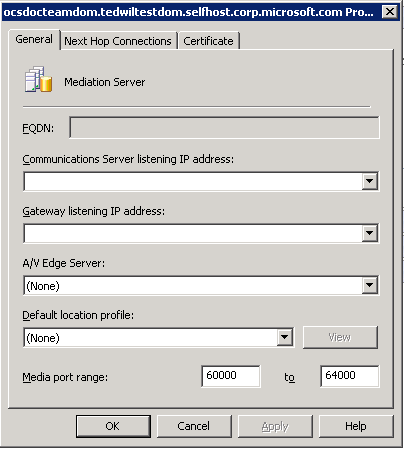 ocsdocteamdom.tedwiltestdom.selfhost.corp.microsoft.com Pro...
General Next Hop Connections Certificate
Mediation Server
FQDN:
Communications Server listening IP address:
Gateway listening IP address:
A/V Edge Server:
(None)
Default location profile:
(None) View
Media port range: 60000 to 64000
OK Cancel Apply Help